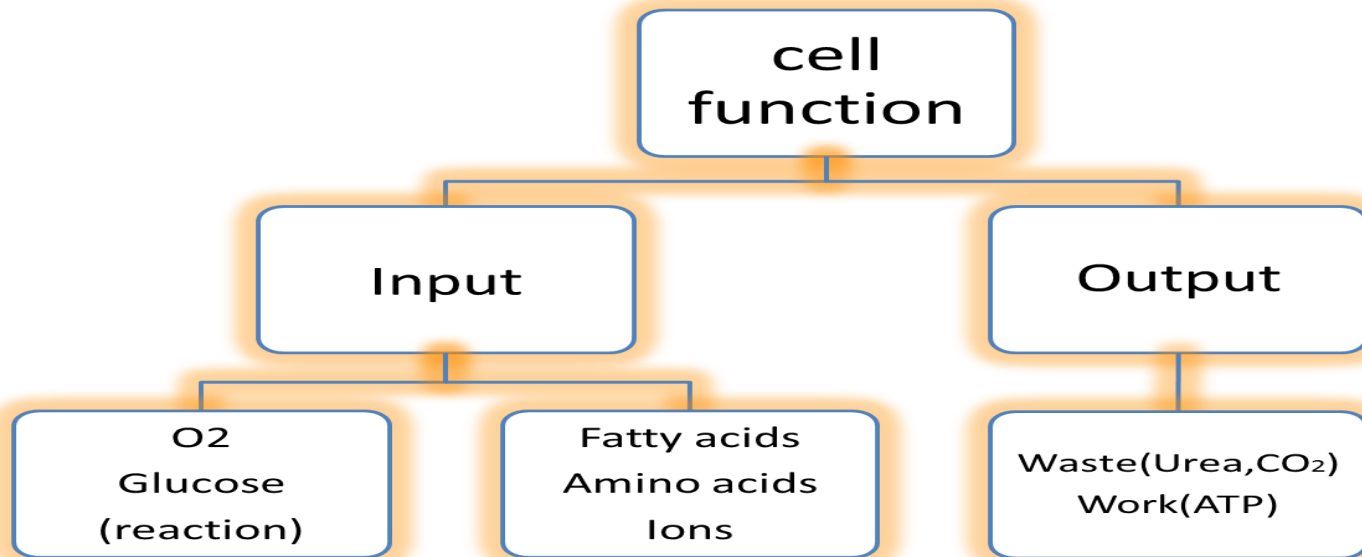 cell
function
Input
Output
O2
Glucose
(reaction)
Fatty acids
Amino acids
Ions
Waste(Urea,CO₂)
Work(ATP)